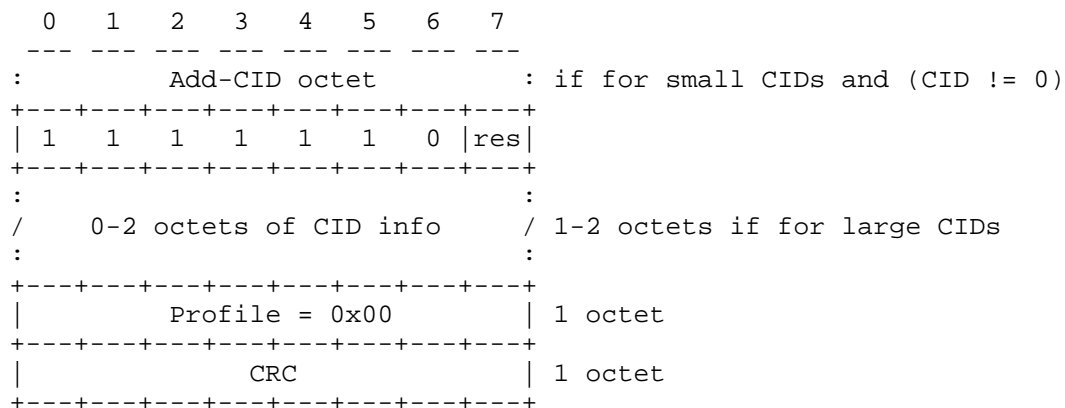 0   1   2   3   4   5   6   7
 --- --- --- --- --- --- --- ---
:         Add-CID octet         : if for small CIDs and (CID != 0)
+---+---+---+---+---+---+---+---+
| 1   1   1   1   1   1   0 |res|
+---+---+---+---+---+---+---+---+
:                               :
/    0-2 octets of CID info     / 1-2 octets if for large CIDs
:                               :
+---+---+---+---+---+---+---+---+
|         Profile = 0x00        | 1 octet
+---+---+---+---+---+---+---+---+
|              CRC              | 1 octet
+---+---+---+---+---+---+---+---+